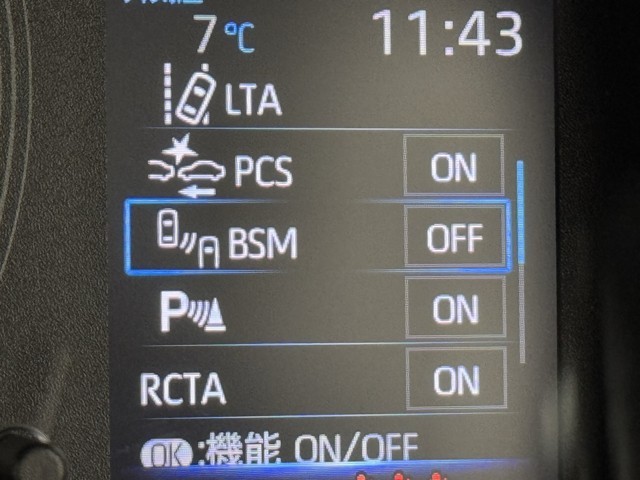 7℃ 11:43
LTA
PCS ON
BSM OFF
P ON
RCTA ON
OK:機能 ON/OFF